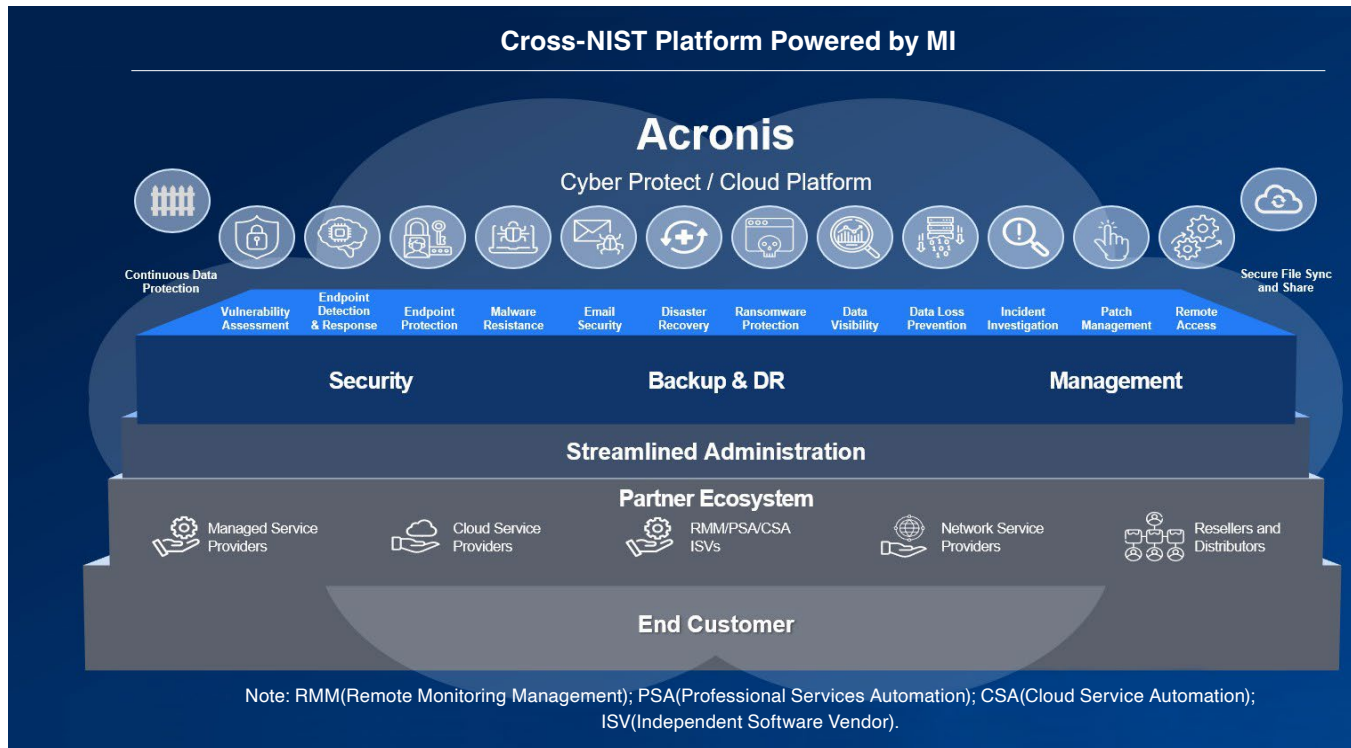 Cross-NIST Platform Powered by MI
Acronis
Cyber Protect / Cloud Platform
Continuous Data
Protection
Vulnerability
Assessment
Endpoint
Detection
& Response
Endpoint
Protection
Malware
Resistance
Email
Security
Disaster
Recovery
Ransomware
Protection
Data
Visibility
Data Loss
Prevention
Incident
Investigation
Patch
Management
Remote
Access
Secure File Sync
and Share
Security
Backup & DR
Management
Streamlined Administration
Partner Ecosystem
Managed Service
Providers
Cloud Service
Providers
RMM/PSA/CSA
ISVs
Network Service
Providers
Resellers and
Distributors
End Customer
Note: RMM(Remote Monitoring Management); PSA(Professional Services Automation); CSA(Cloud Service Automation);
ISV(Independent Software Vendor).